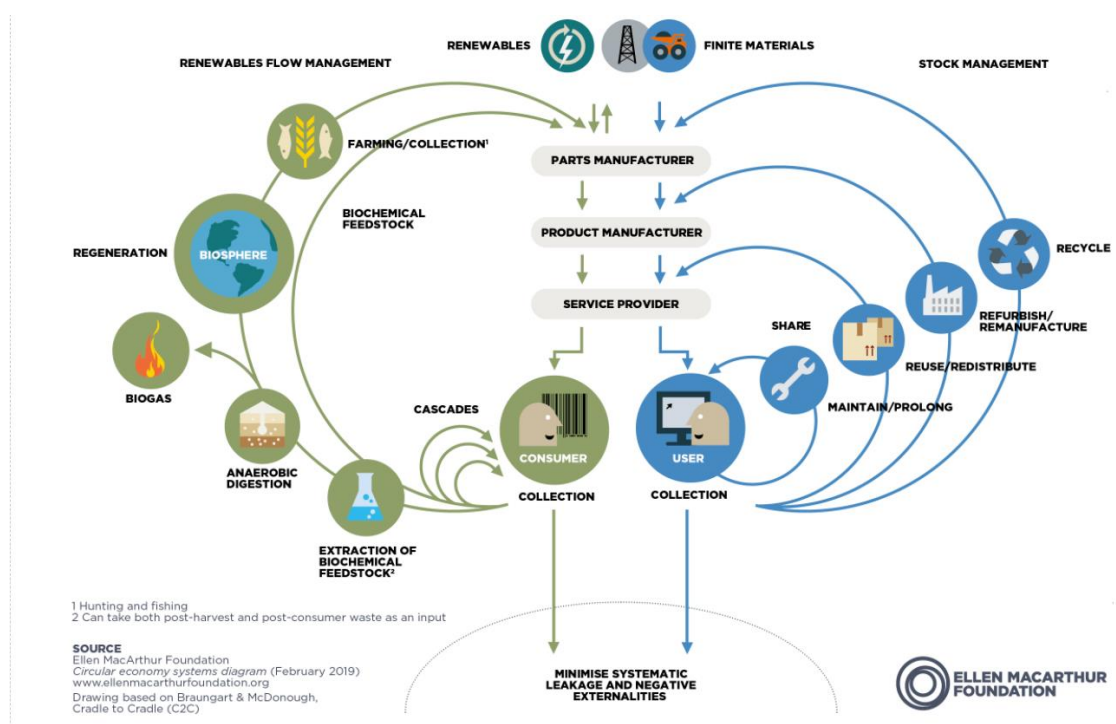 RENEWABLES
FINITE MATERIALS
RENEWABLES FLOW MANAGEMENT
STOCK MANAGEMENT
FARMING/COLLECTION¹
PARTS MANUFACTURER
BIOCHEMICAL
FEEDSTOCK
PRODUCT MANUFACTURER
REGENERATION
BIOSPHERE
RECYCLE
SERVICE PROVIDER
SHARE
REFURBISH/
REMANUFACTURE
REUSE/REDISTRIBUTE
BIOGAS
CASCADES
MAINTAIN/PROLONG
CONSUMER
USER
ANAEROBIC
DIGESTION
COLLECTION
COLLECTION
EXTRACTION OF
BIOCHEMICAL
FEEDSTOCK²
1 Hunting and fishing
2 Can take both post-harvest and post-consumer waste as an input
SOURCE
Ellen MacArthur Foundation
Circular economy systems diagram (February 2019)
www.ellenmacarthurfoundation.org
Drawing based on Braungart & McDonough,
Cradle to Cradle (C2C)
MINIMISE SYSTEMATIC
LEAKAGE AND NEGATIVE
EXTERNALITIES
ELLEN MACARTHUR
FOUNDATION